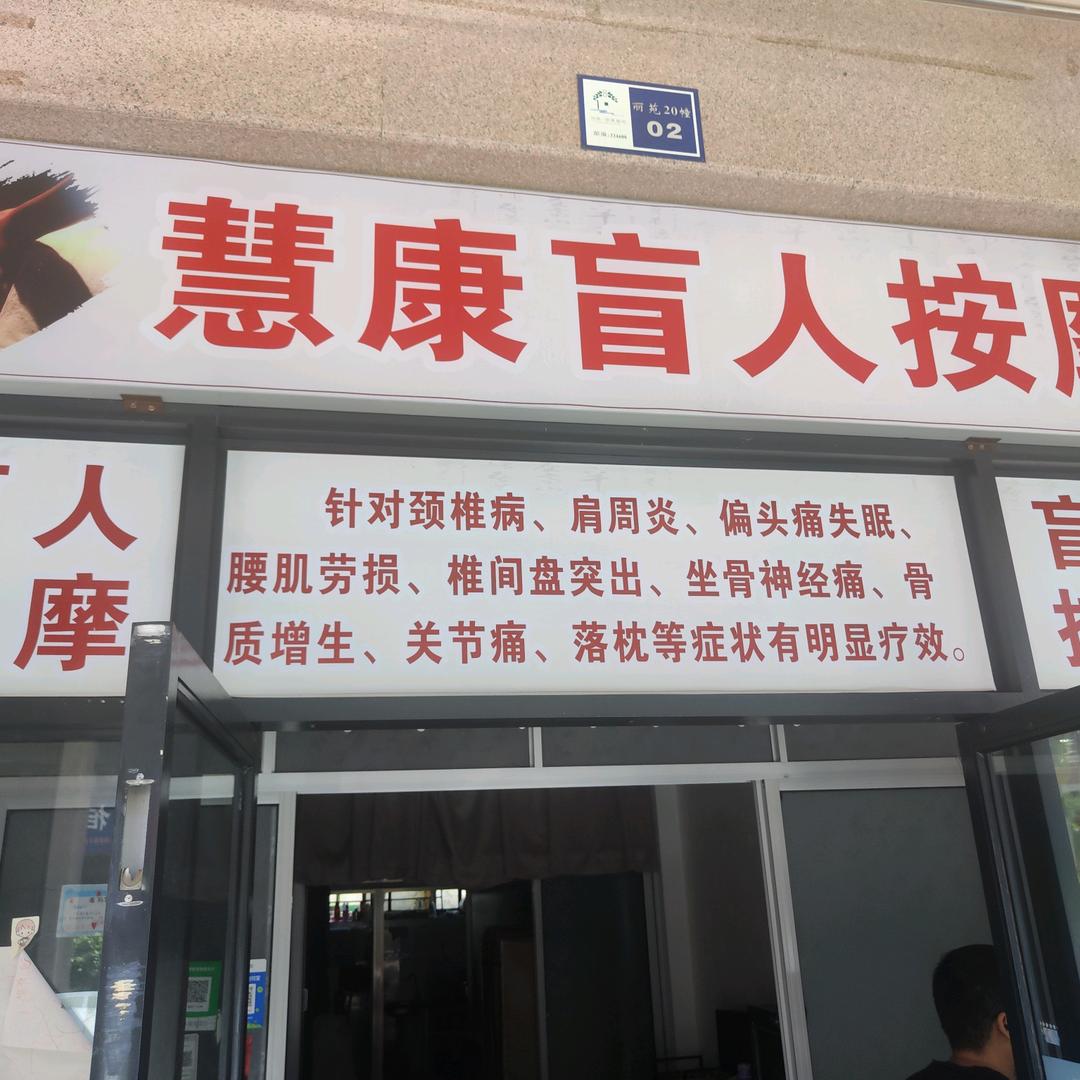 丽苑20幢
02
慧康盲人按摩
人
摩
针对颈椎病、肩周炎、偏头痛失眠、
腰肌劳损、椎间盘突出、坐骨神经痛、骨
质增生、关节痛、落枕等症状有明显疗效。
盲
按